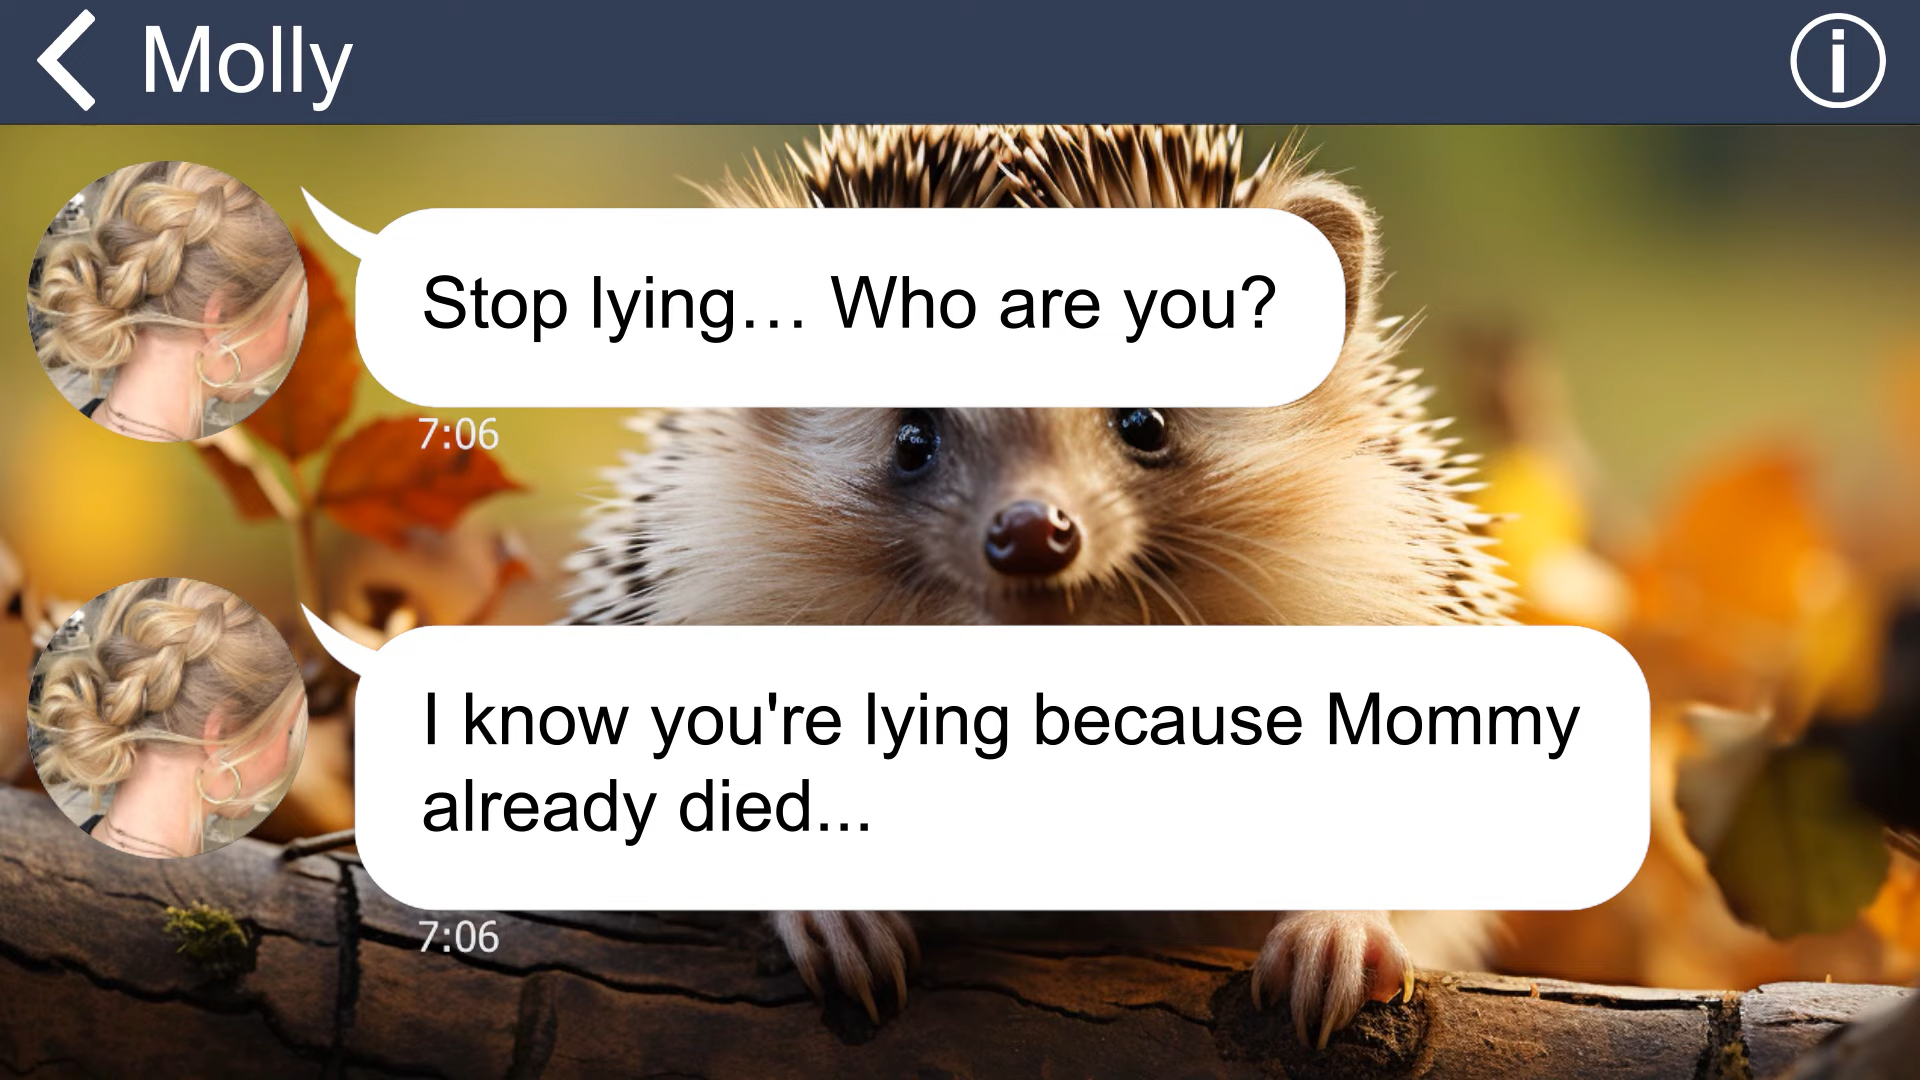 Molly
Stop lying… Who are you?
7:06
I know you're lying because Mommy
already died...
7:06